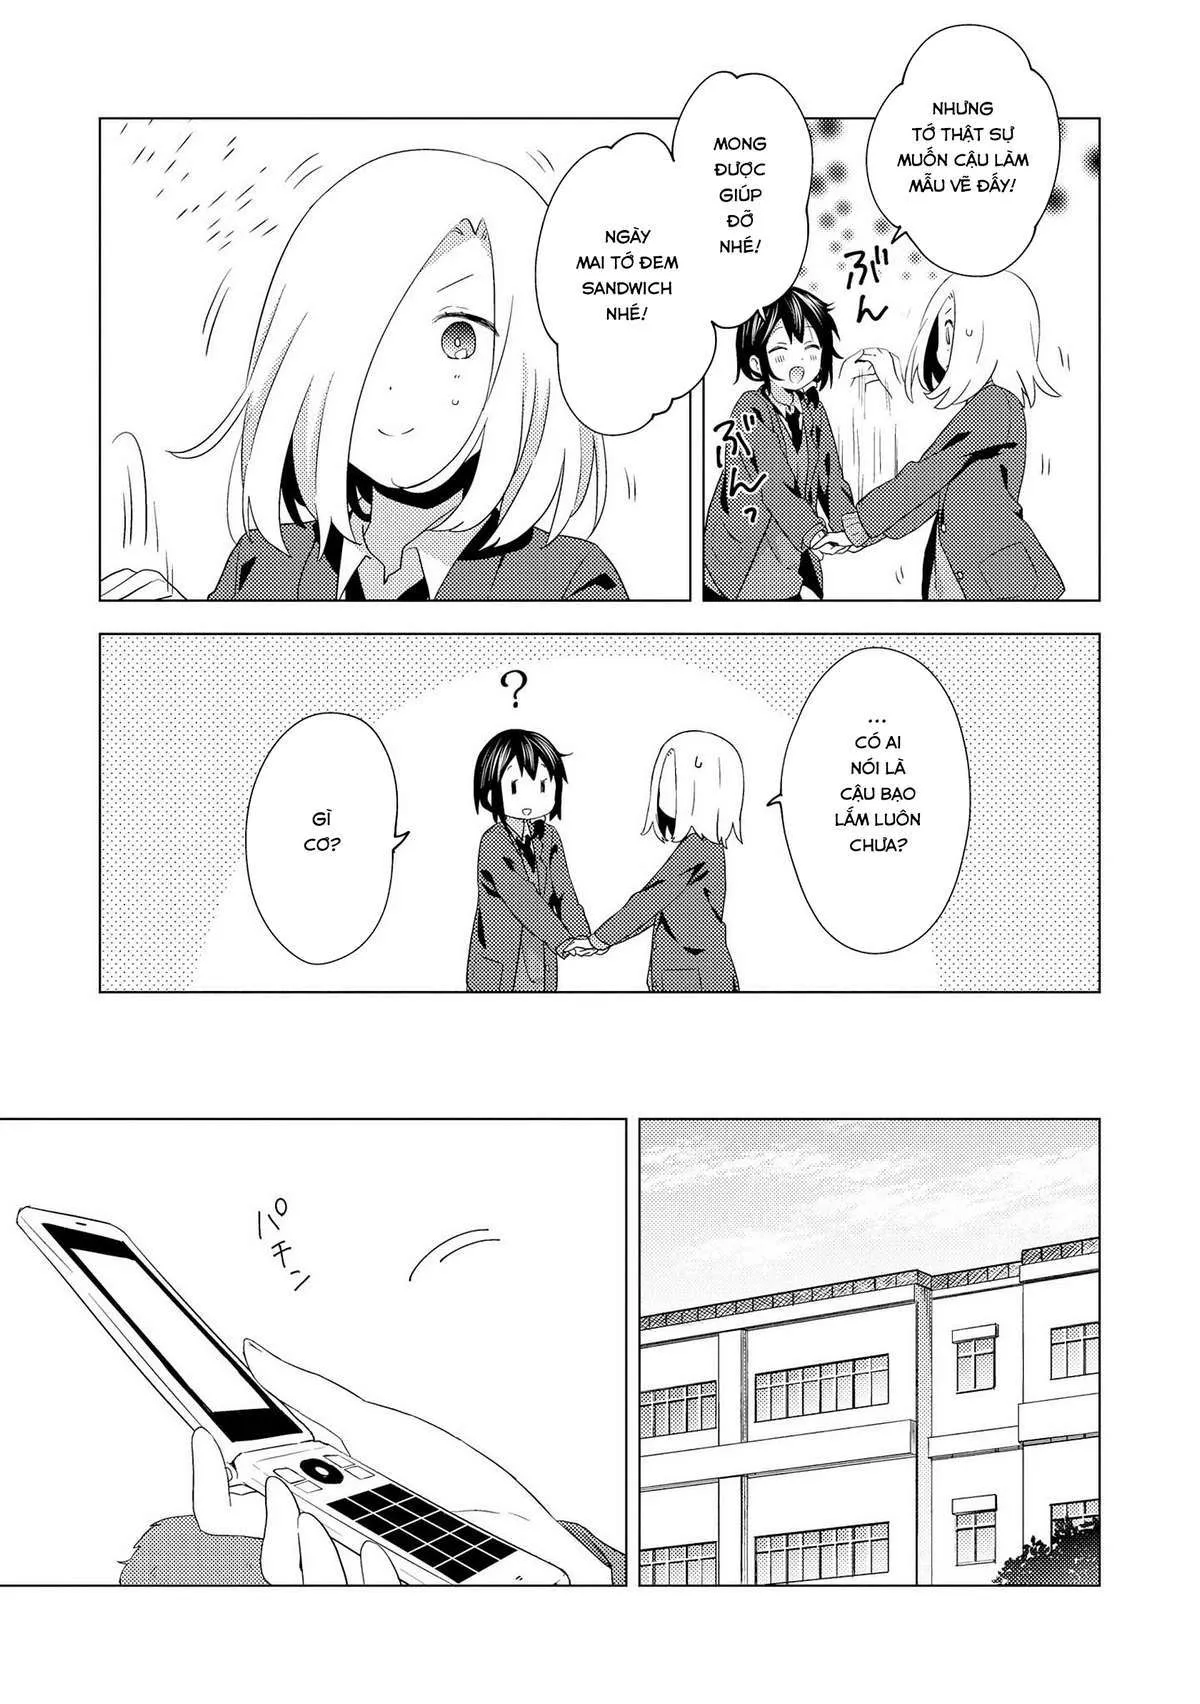 NHƯNG
TỚ THẬT SỰ
MUỐN CẬU LÀM
MẪU VẼ ĐẤY!
ぶん
ぶんっ
MONG
ĐƯỢC
GIÚP
ĐỠ
NHÉ!
NGÀY
MAI TỚ ĐEM
SANDWICH
NHÉ!
...
CÓ AI
NÓI LÀ
CẬU BẠO
LẮM LUÔN
CHƯA?
?
GÌ
CƠ?
パチン